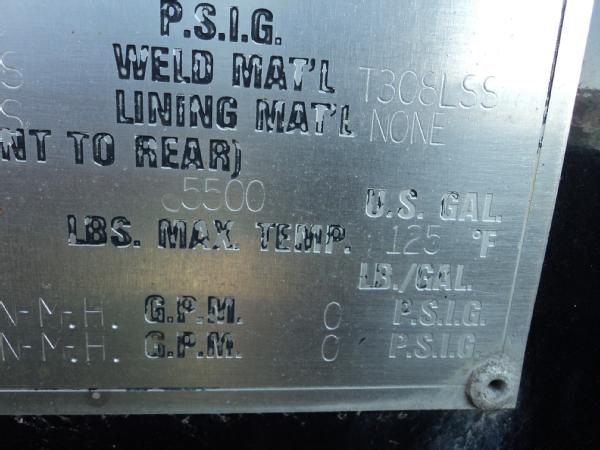 P.S.I.G.
S WELD MAT'L T308LSS
S LINING MAT'L NONE
NT TO REAR)
5500 U.S. GAL.
LBS. MAX. TEMP. 125 °F
LB./GAL.
N-M-H. G.P.M. 0 P.S.I.G.
N-M-H. G.P.M. 0 P.S.I.G.